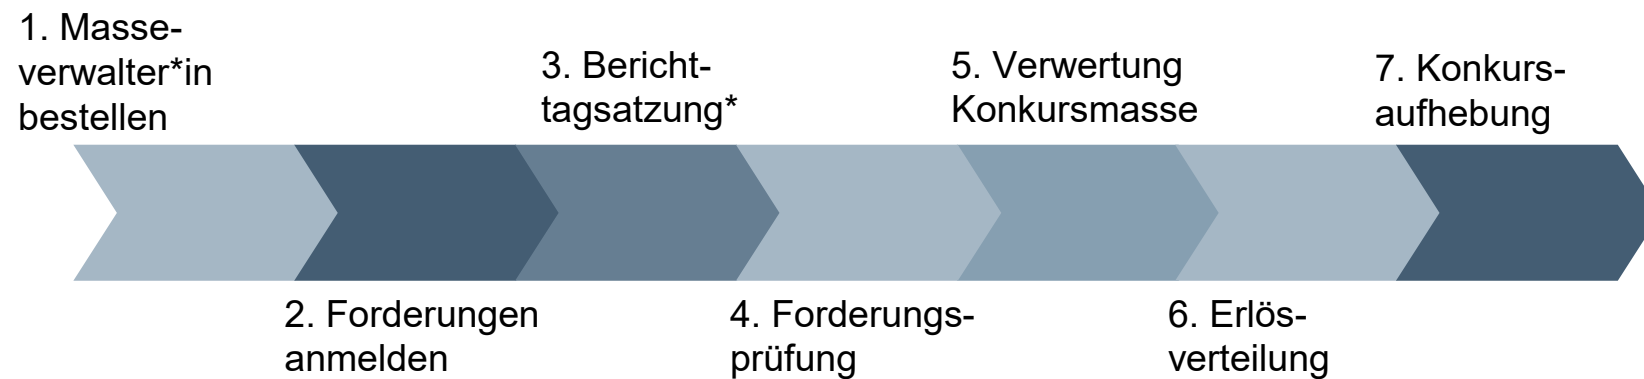 1. Masse-
verwalter*in
bestellen
2. Forderungen
anmelden
3. Bericht-
tagsatzung*
4. Forderungs-
prüfung
5. Verwertung
Konkursmasse
6. Erlös-
verteilung
7. Konkurs-
aufhebung